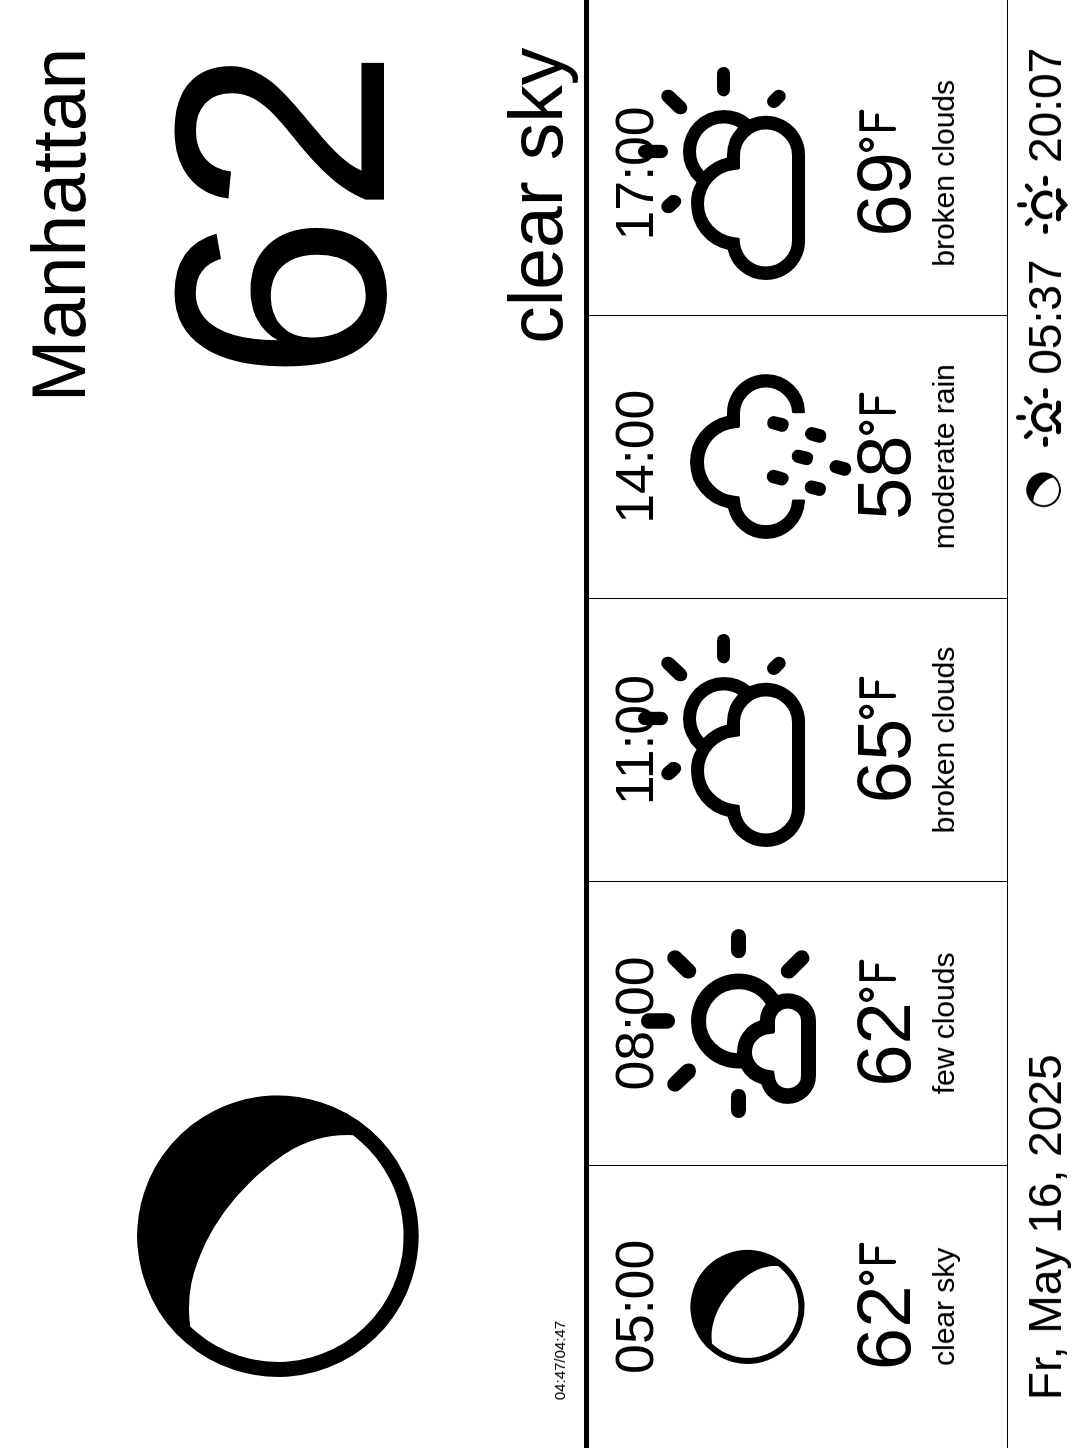 Manhattan
62
clear sky
04:47/04:47
05:00
62°F
clear sky
08:00
62°F
few clouds
11:00
65°F
broken clouds
14:00
58°F
moderate rain
17:00
69°F
broken clouds
Fr, May 16, 2025
05:37
20:07